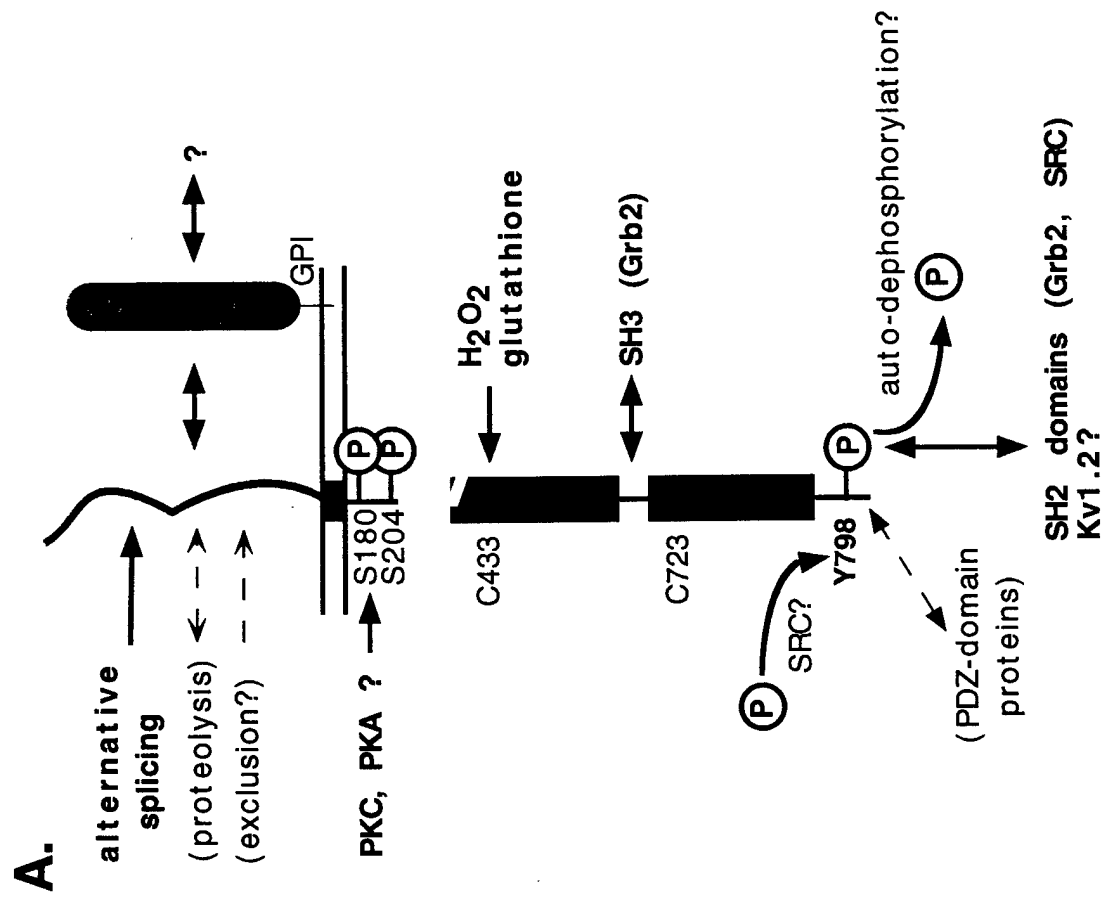 A.
alternative
splicing
(proteolysis)
(exclusion?)
?
GPI
PKC, PKA ?
S180
S204
P
P
C433
H2O2
glutathione
SH3 (Grb2)
C723
P
SRC?
Y798
P
auto-dephosphorylation?
P
(PDZ-domain
proteins)
SH2 domains (Grb2, SRC)
Kv1.2??